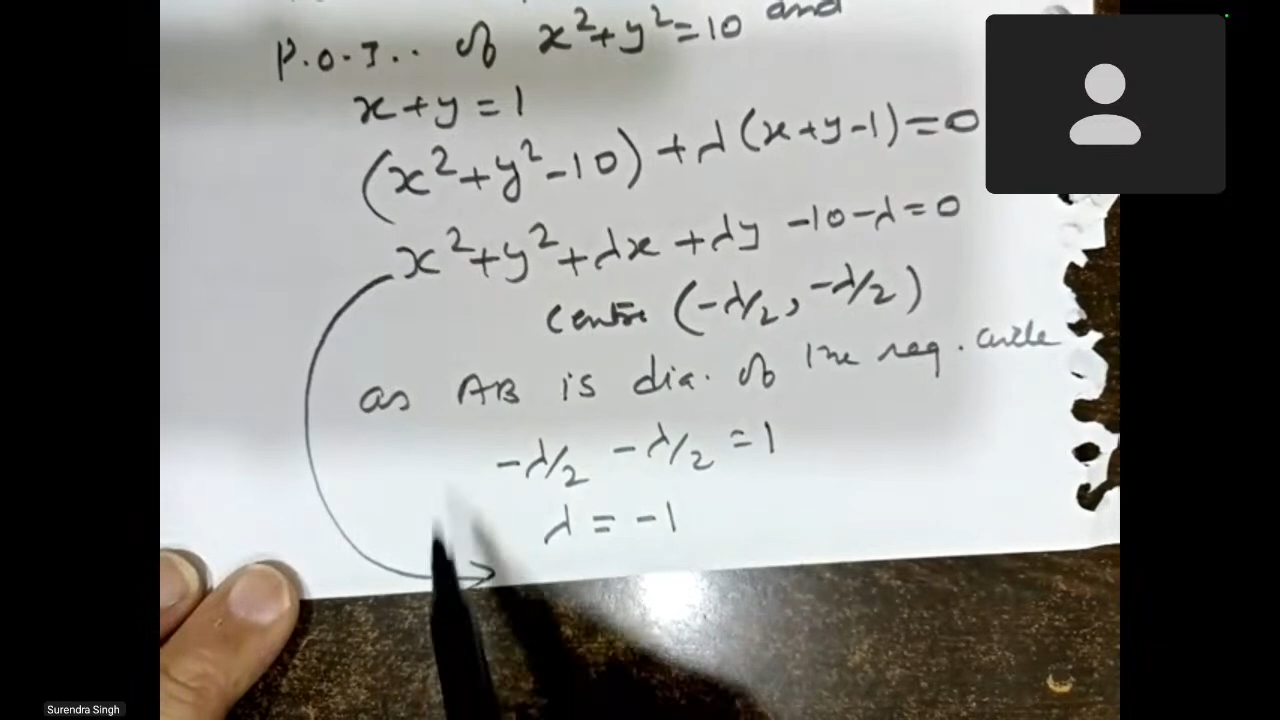 P.O.I.. of x²+y²=10 and
x+y=1
(x²+y²-10)+λ(x+y-1)=0
x²+y²+λx+λy -10-λ=0
Centre (-λ/2, -λ/2)
as AB is dia. of the req. circle
-λ/2 -λ/2 =1
λ = -1
Surendra Singh